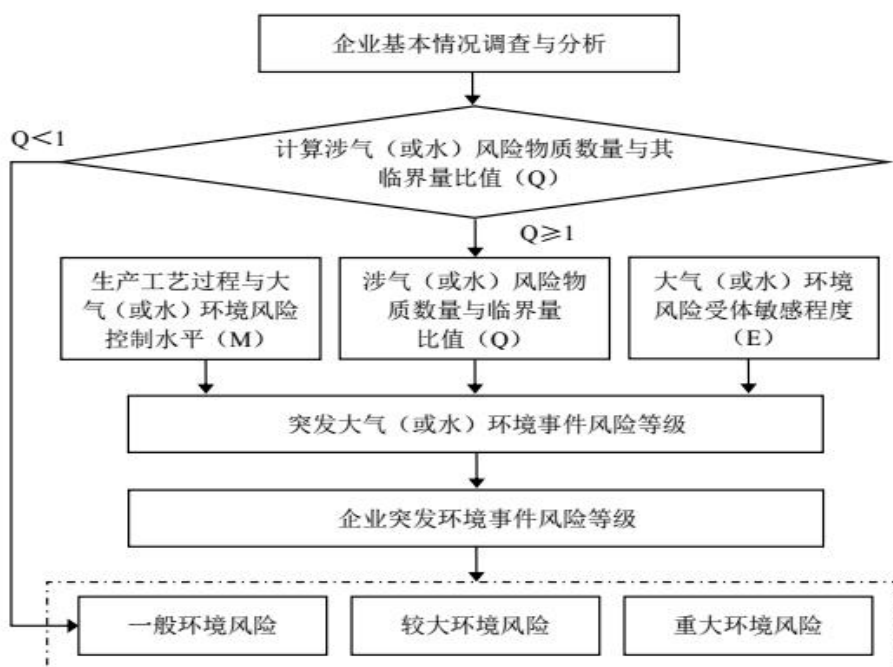 企业基本情况调查与分析
Q＜1
计算涉气（或水）风险物质数量与其
临界量比值（Q）
Q≥1
生产工艺过程与大
气（或水）环境风险
控制水平（M）
涉气（或水）风险物
质数量与临界量
比值（Q）
大气（或水）环境
风险受体敏感程度
（E）
突发大气（或水）环境事件风险等级
企业突发环境事件风险等级
一般环境风险
较大环境风险
重大环境风险